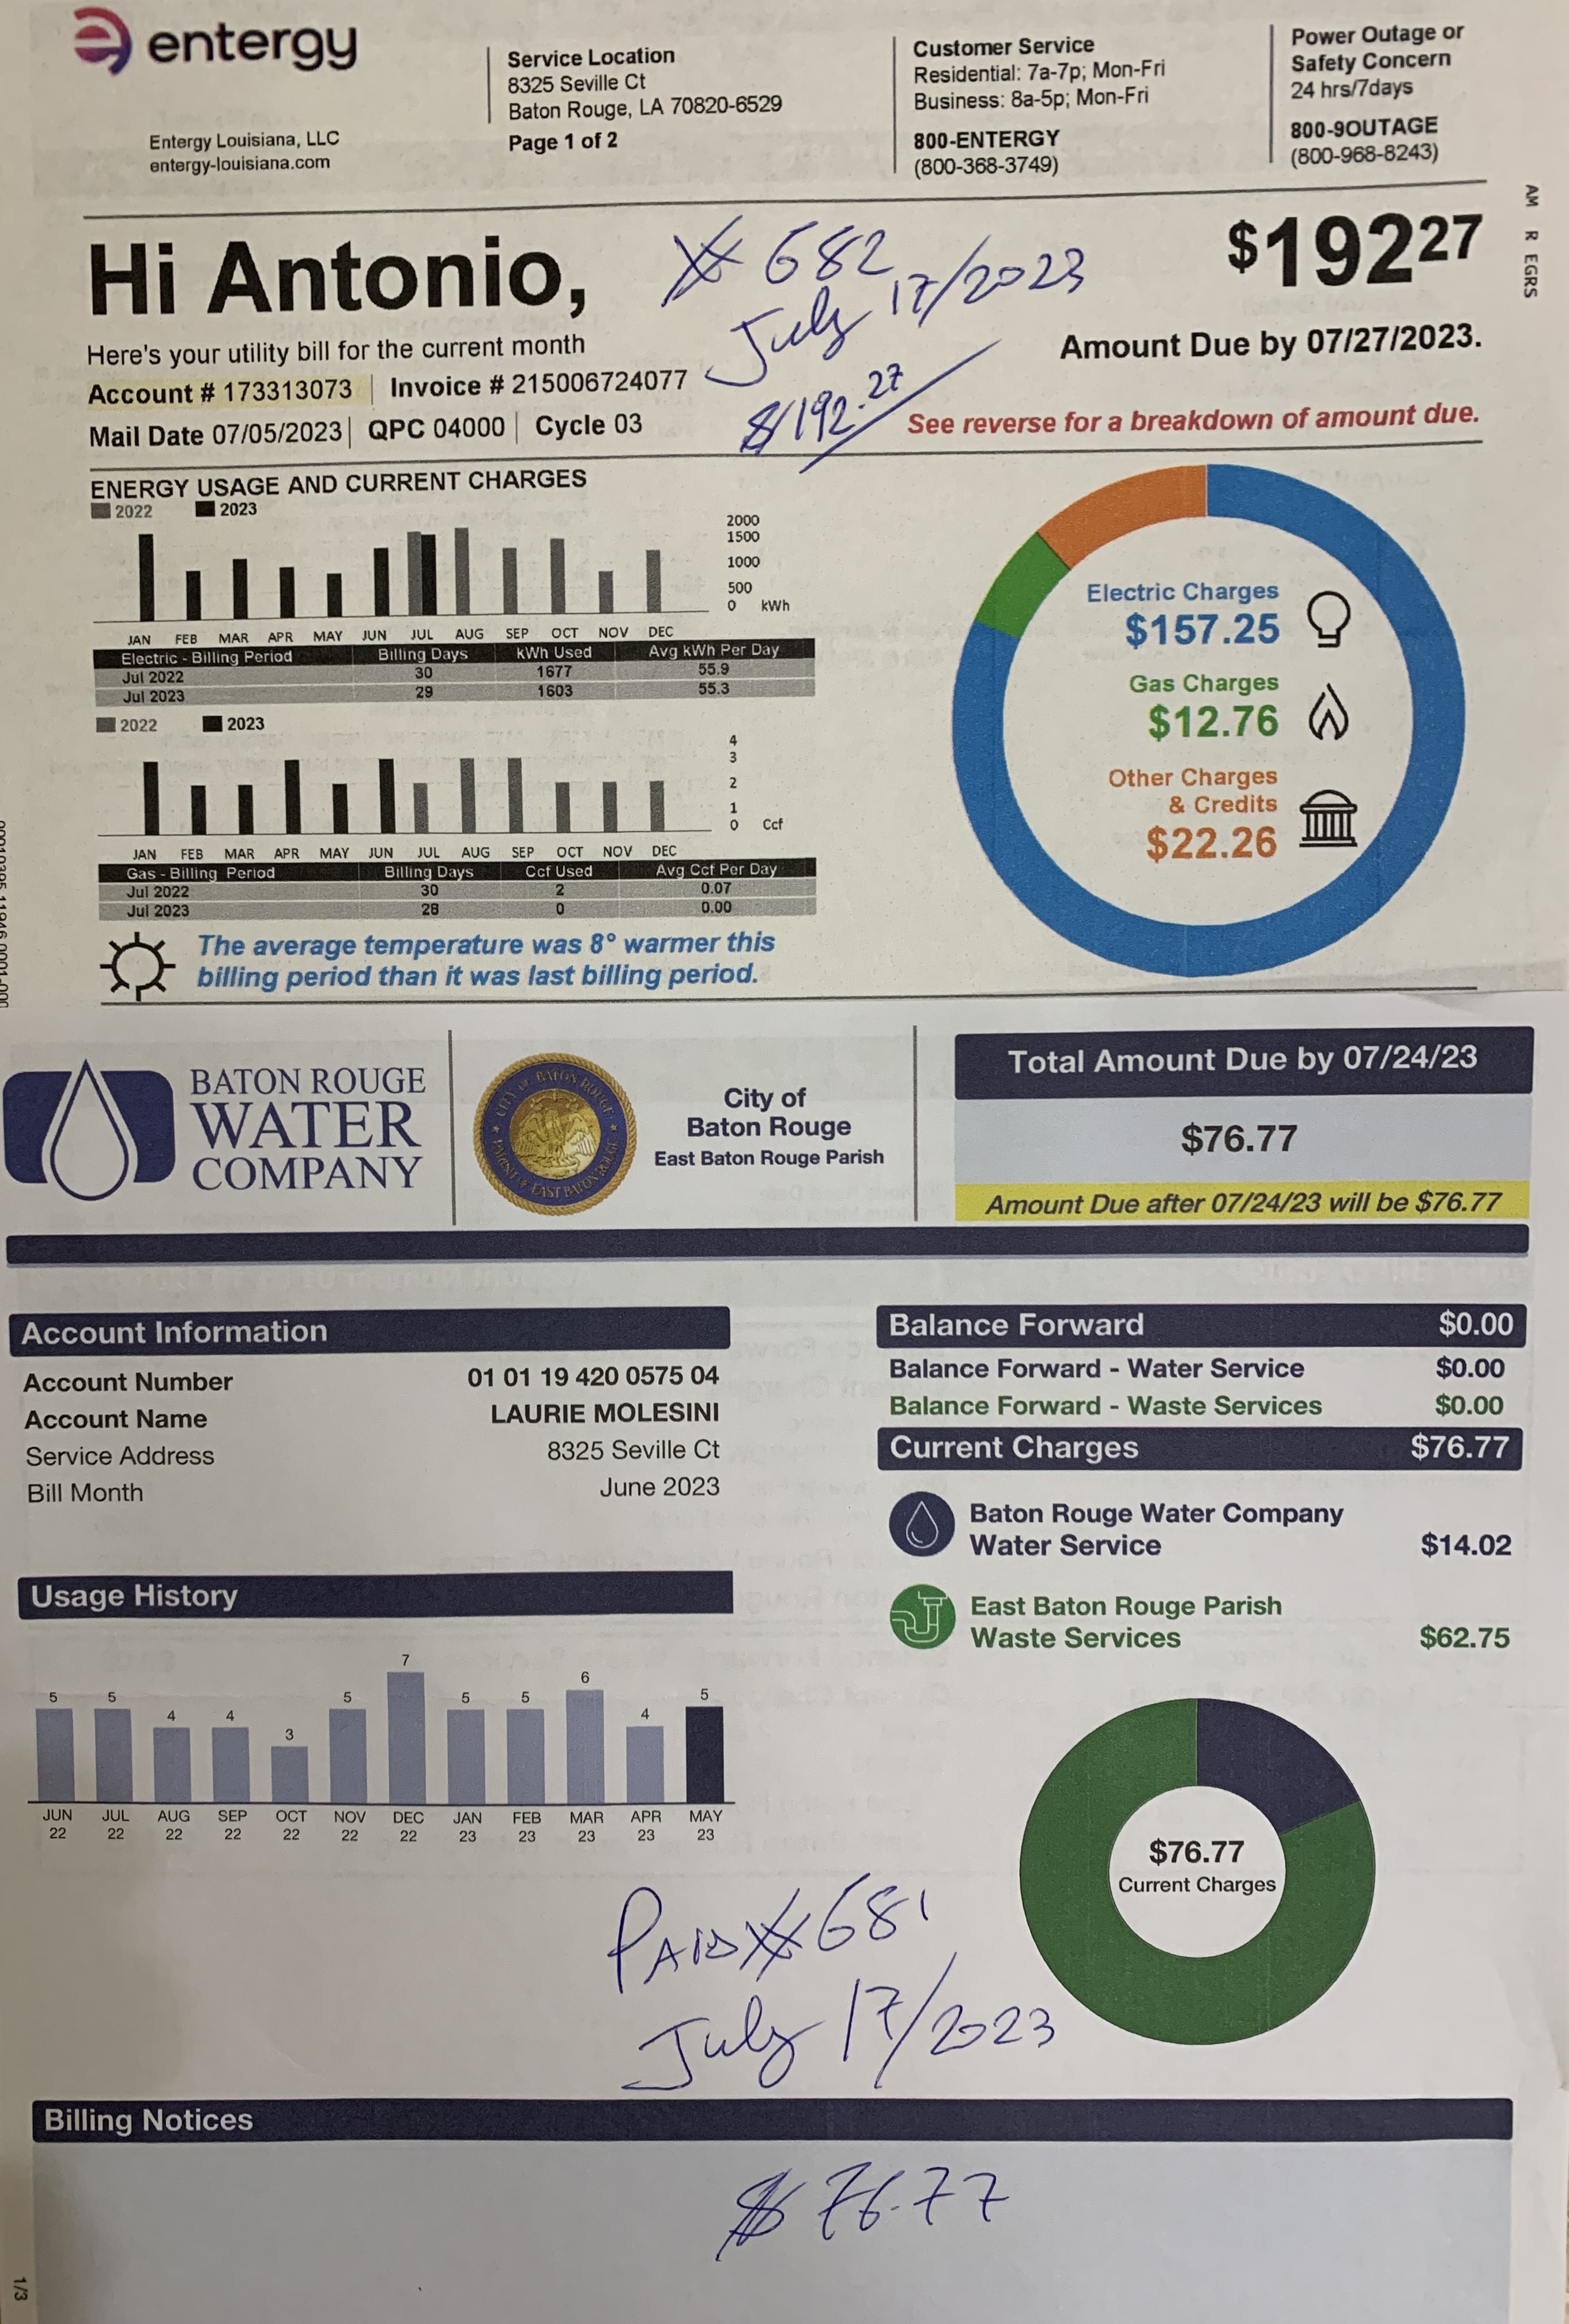 entergy
Entergy Louisiana, LLC
entergy-louisiana.com
Service Location
8325 Seville Ct
Baton Rouge, LA 70820-6529
Page 1 of 2
Customer Service
Residential: 7a-7p; Mon-Fri
Business: 8a-5p; Mon-Fri
800-ENTERGY
(800-368-3749)
Power Outage or
Safety Concern
24 hrs/7days
800-9OUTAGE
(800-968-8243)
AM R EGRS
Hi Antonio,
# 682
July 17/2023
$192.27
$192 27
Amount Due by 07/27/2023.
Here's your utility bill for the current month
Account # 173313073 | Invoice # 215006724077
Mail Date 07/05/2023 | QPC 04000 | Cycle 03
See reverse for a breakdown of amount due.
ENERGY USAGE AND CURRENT CHARGES
2022 2023
2000
1500
1000
500
0 kWh
JAN FEB MAR APR MAY JUN JUL AUG SEP OCT NOV DEC
Electric - Billing Period Billing Days kWh Used Avg kWh Per Day
Jul 2022 30 1677 55.9
Jul 2023 29 1603 55.3
2022 2023
4
3
2
1
0 Ccf
JAN FEB MAR APR MAY JUN JUL AUG SEP OCT NOV DEC
Gas - Billing Period Billing Days Ccf Used Avg Ccf Per Day
Jul 2022 30 2 0.07
Jul 2023 28 0 0.00
The average temperature was 8° warmer this
billing period than it was last billing period.
Electric Charges
$157.25
Gas Charges
$12.76
Other Charges
& Credits
$22.26
BATON ROUGE
WATER
COMPANY
CITY OF BATON ROUGE
PARISH OF EAST BATON ROUGE
City of
Baton Rouge
East Baton Rouge Parish
Total Amount Due by 07/24/23
$76.77
Amount Due after 07/24/23 will be $76.77
Account Information
Account Number 01 01 19 420 0575 04
Account Name LAURIE MOLESINI
Service Address 8325 Seville Ct
Bill Month June 2023
Balance Forward $0.00
Balance Forward - Water Service $0.00
Balance Forward - Waste Services $0.00
Current Charges $76.77
Baton Rouge Water Company
Water Service $14.02
East Baton Rouge Parish
Waste Services $62.75
Usage History
5 5 4 4 3 5 7 5 5 6 4 5
JUN JUL AUG SEP OCT NOV DEC JAN FEB MAR APR MAY
22 22 22 22 22 22 22 23 23 23 23 23
$76.77
Current Charges
PAID # 681
July 17/2023
Billing Notices
$76.77
1/3